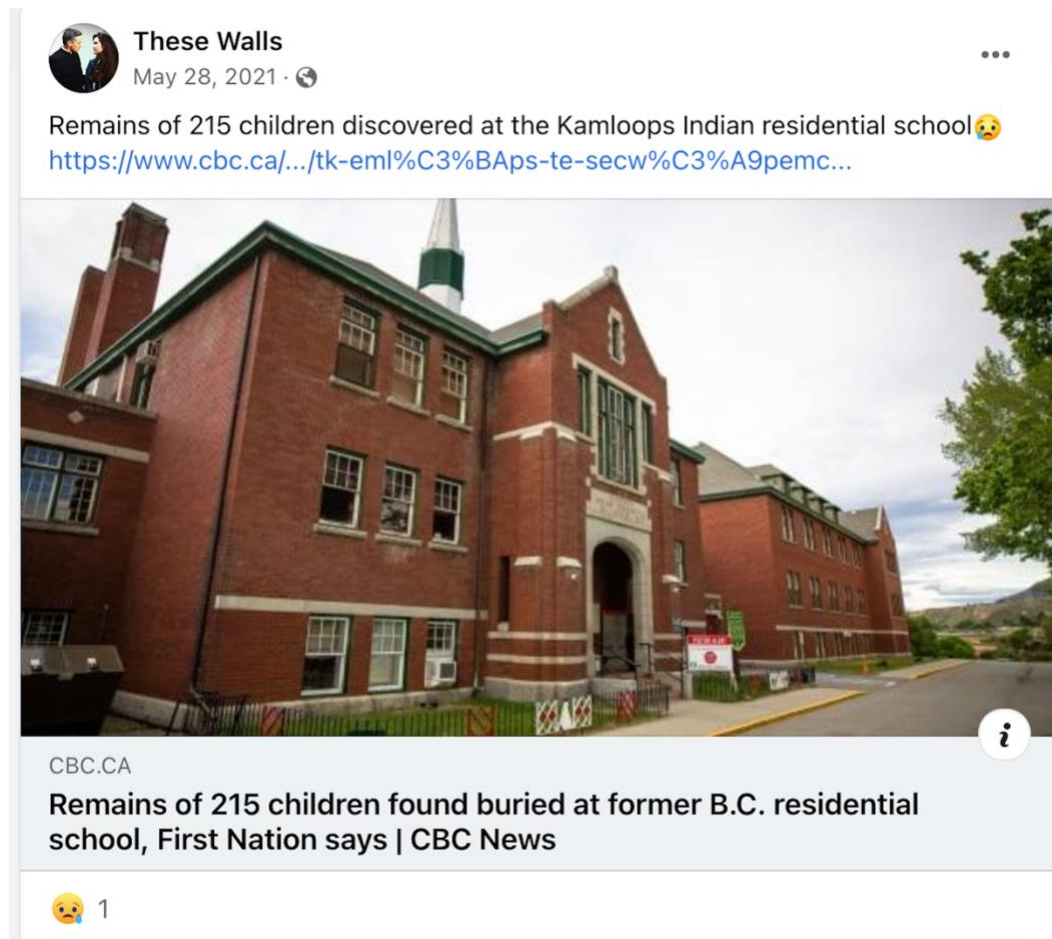 These Walls
May 28, 2021 ·
Remains of 215 children discovered at the Kamloops Indian residential school😥
https://www.cbc.ca/.../tk-eml%C3%BAps-te-secw%C3%A9pemc...
CBC.CA
Remains of 215 children found buried at former B.C. residential
school, First Nation says | CBC News
1